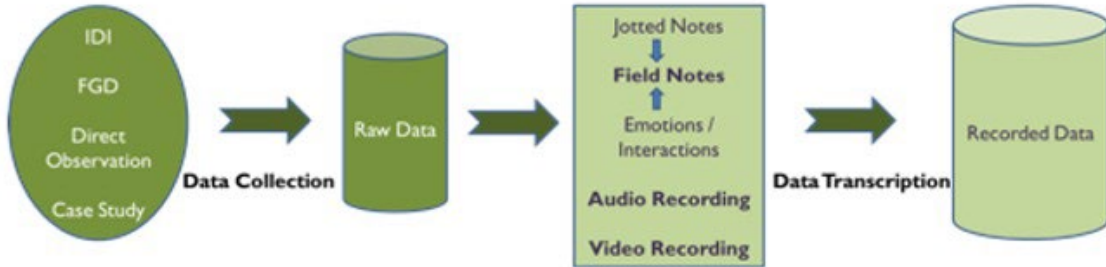 IDI
FGD
Direct
Observation
Case Study
Data Collection
Raw Data
Jotted Notes
Field Notes
Emotions /
Interactions
Audio Recording
Video Recording
Data Transcription
Recorded Data